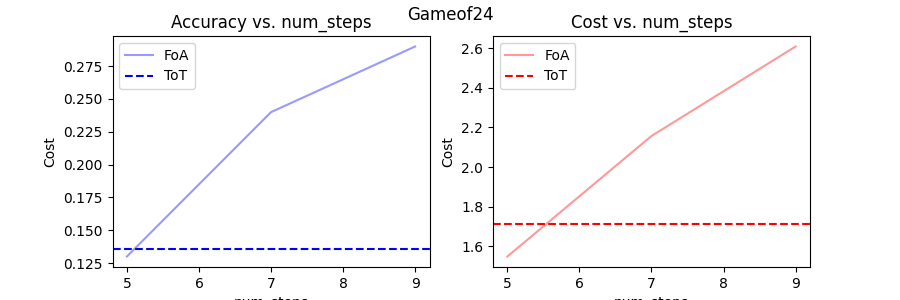 Gameof24
Accuracy vs. num_steps
Cost vs. num_steps
FoA
ToT
Cost
0.275
0.250
0.225
0.200
0.175
0.150
0.125
5 6 7 8 9
num_steps
FoA
ToT
Cost
2.6
2.4
2.2
2.0
1.8
1.6
5 6 7 8 9
num_steps